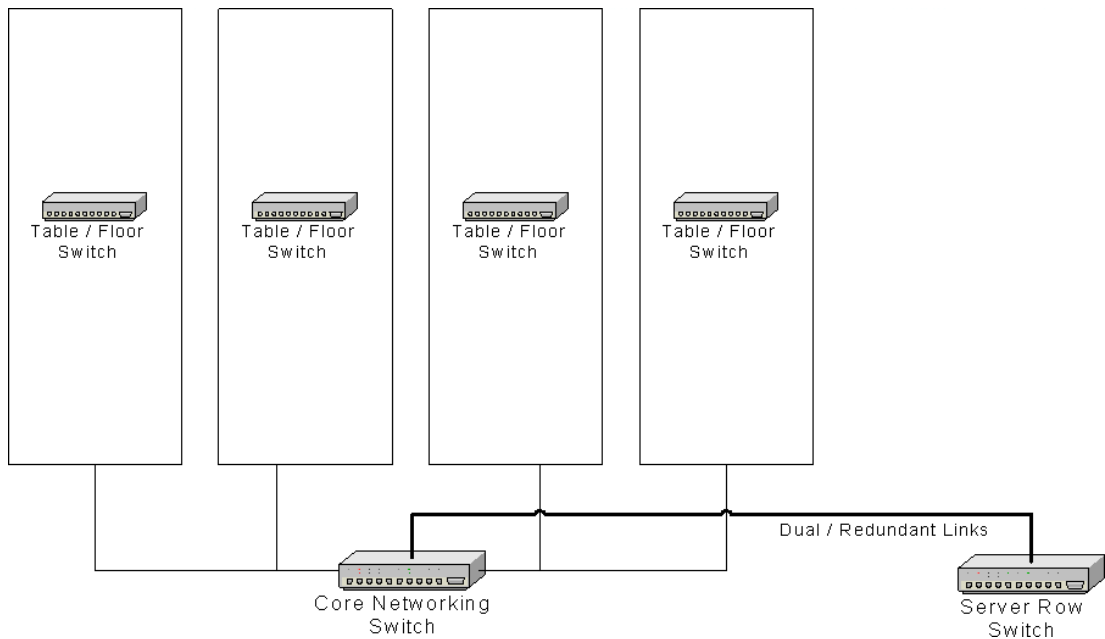 Table / Floor
Switch
Table / Floor
Switch
Table / Floor
Switch
Table / Floor
Switch
Dual / Redundant Links
Core Networking
Switch
Server Row
Switch